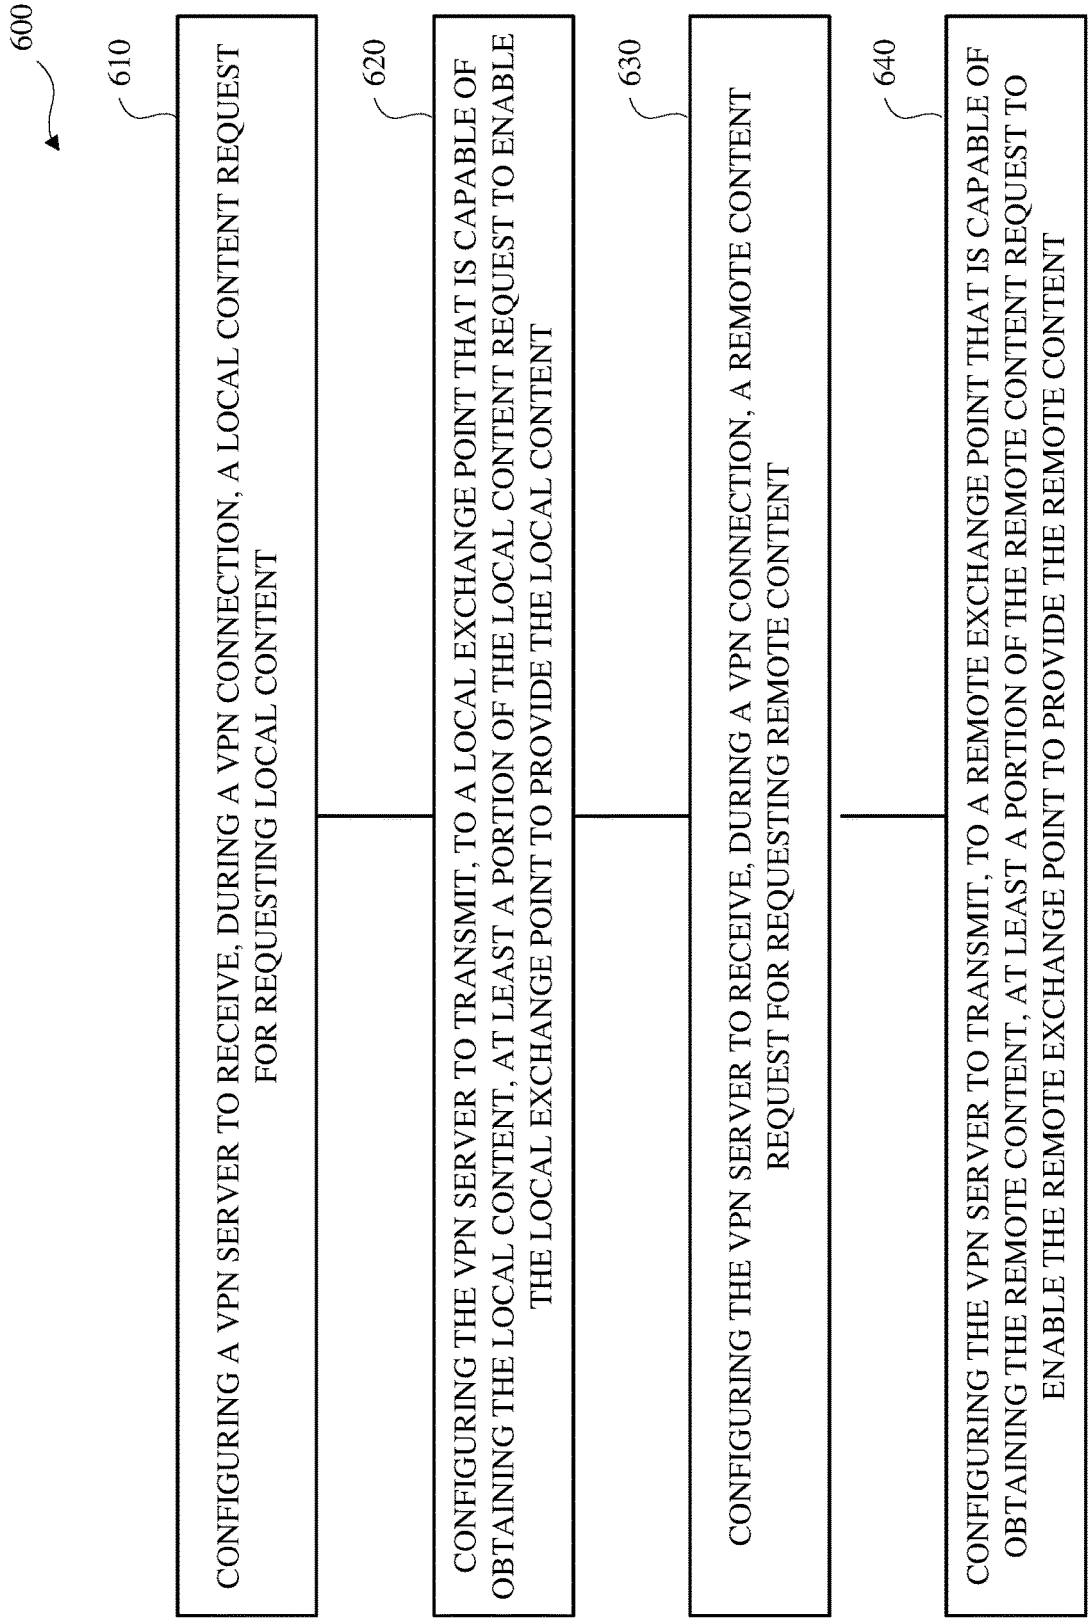 600
610
CONFIGURING A VPN SERVER TO RECEIVE, DURING A VPN CONNECTION, A LOCAL CONTENT REQUEST
FOR REQUESTING LOCAL CONTENT
620
CONFIGURING THE VPN SERVER TO TRANSMIT, TO A LOCAL EXCHANGE POINT THAT IS CAPABLE OF
OBTAINING THE LOCAL CONTENT, AT LEAST A PORTION OF THE LOCAL CONTENT REQUEST TO ENABLE
THE LOCAL EXCHANGE POINT TO PROVIDE THE LOCAL CONTENT
630
CONFIGURING THE VPN SERVER TO RECEIVE, DURING A VPN CONNECTION, A REMOTE CONTENT
REQUEST FOR REQUESTING REMOTE CONTENT
640
CONFIGURING THE VPN SERVER TO TRANSMIT, TO A REMOTE EXCHANGE POINT THAT IS CAPABLE OF
OBTAINING THE REMOTE CONTENT, AT LEAST A PORTION OF THE REMOTE CONTENT REQUEST TO
ENABLE THE REMOTE EXCHANGE POINT TO PROVIDE THE REMOTE CONTENT